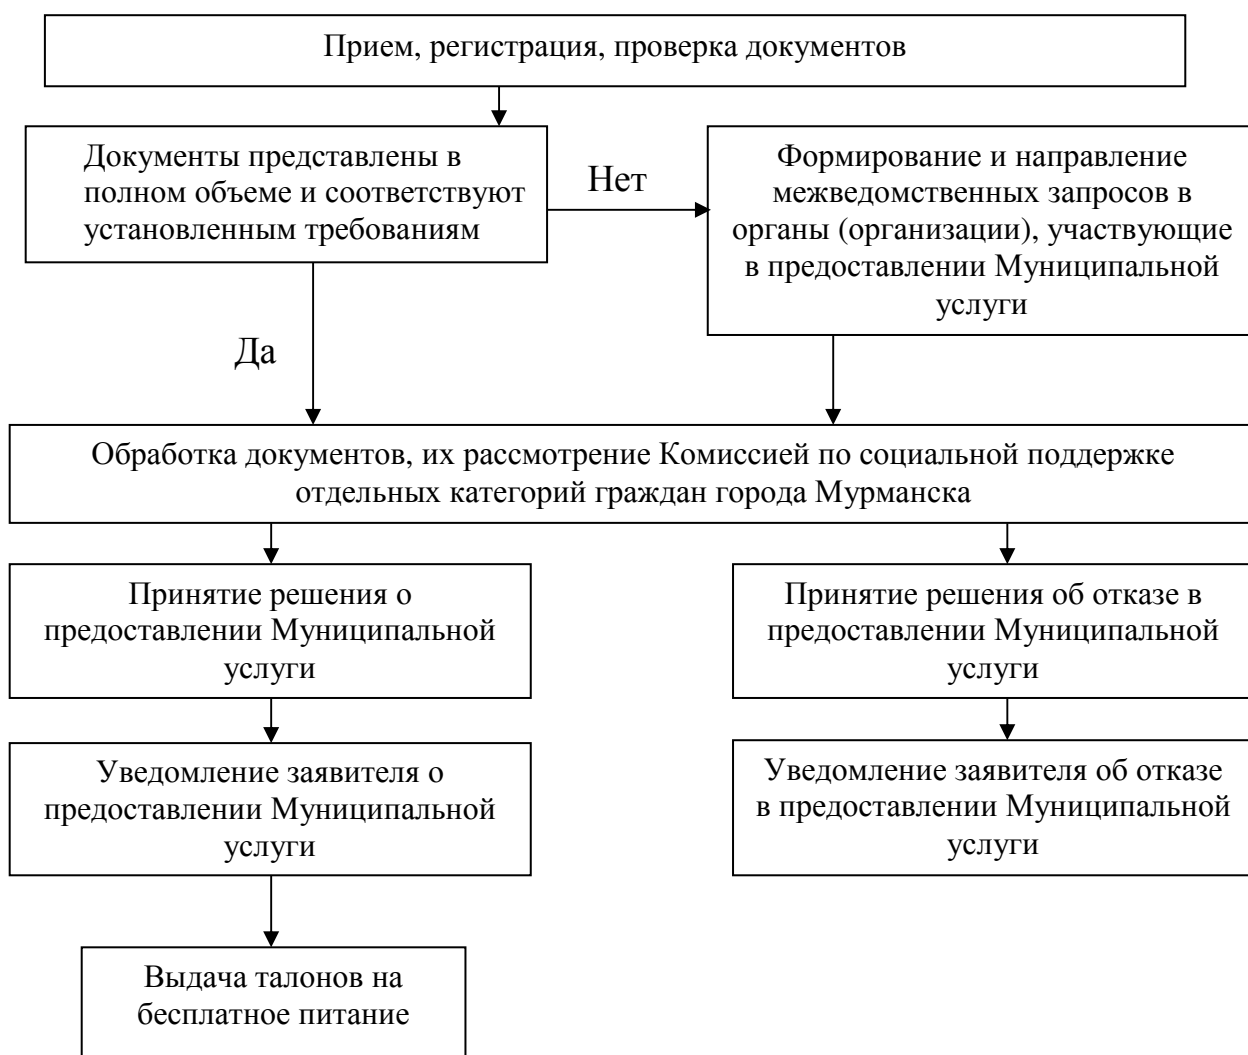 Прием, регистрация, проверка документов
Документы представлены в
полном объеме и соответствуют
установленным требованиям
Нет
Формирование и направление
межведомственных запросов в
органы (организации), участвующие
в предоставлении Муниципальной
услуги
Да
Обработка документов, их рассмотрение Комиссией по социальной поддержке
отдельных категорий граждан города Мурманска
Принятие решения о
предоставлении Муниципальной
услуги
Принятие решения об отказе в
предоставлении Муниципальной
услуги
Уведомление заявителя о
предоставлении Муниципальной
услуги
Уведомление заявителя об отказе
в предоставлении Муниципальной
услуги
Выдача талонов на
бесплатное питание